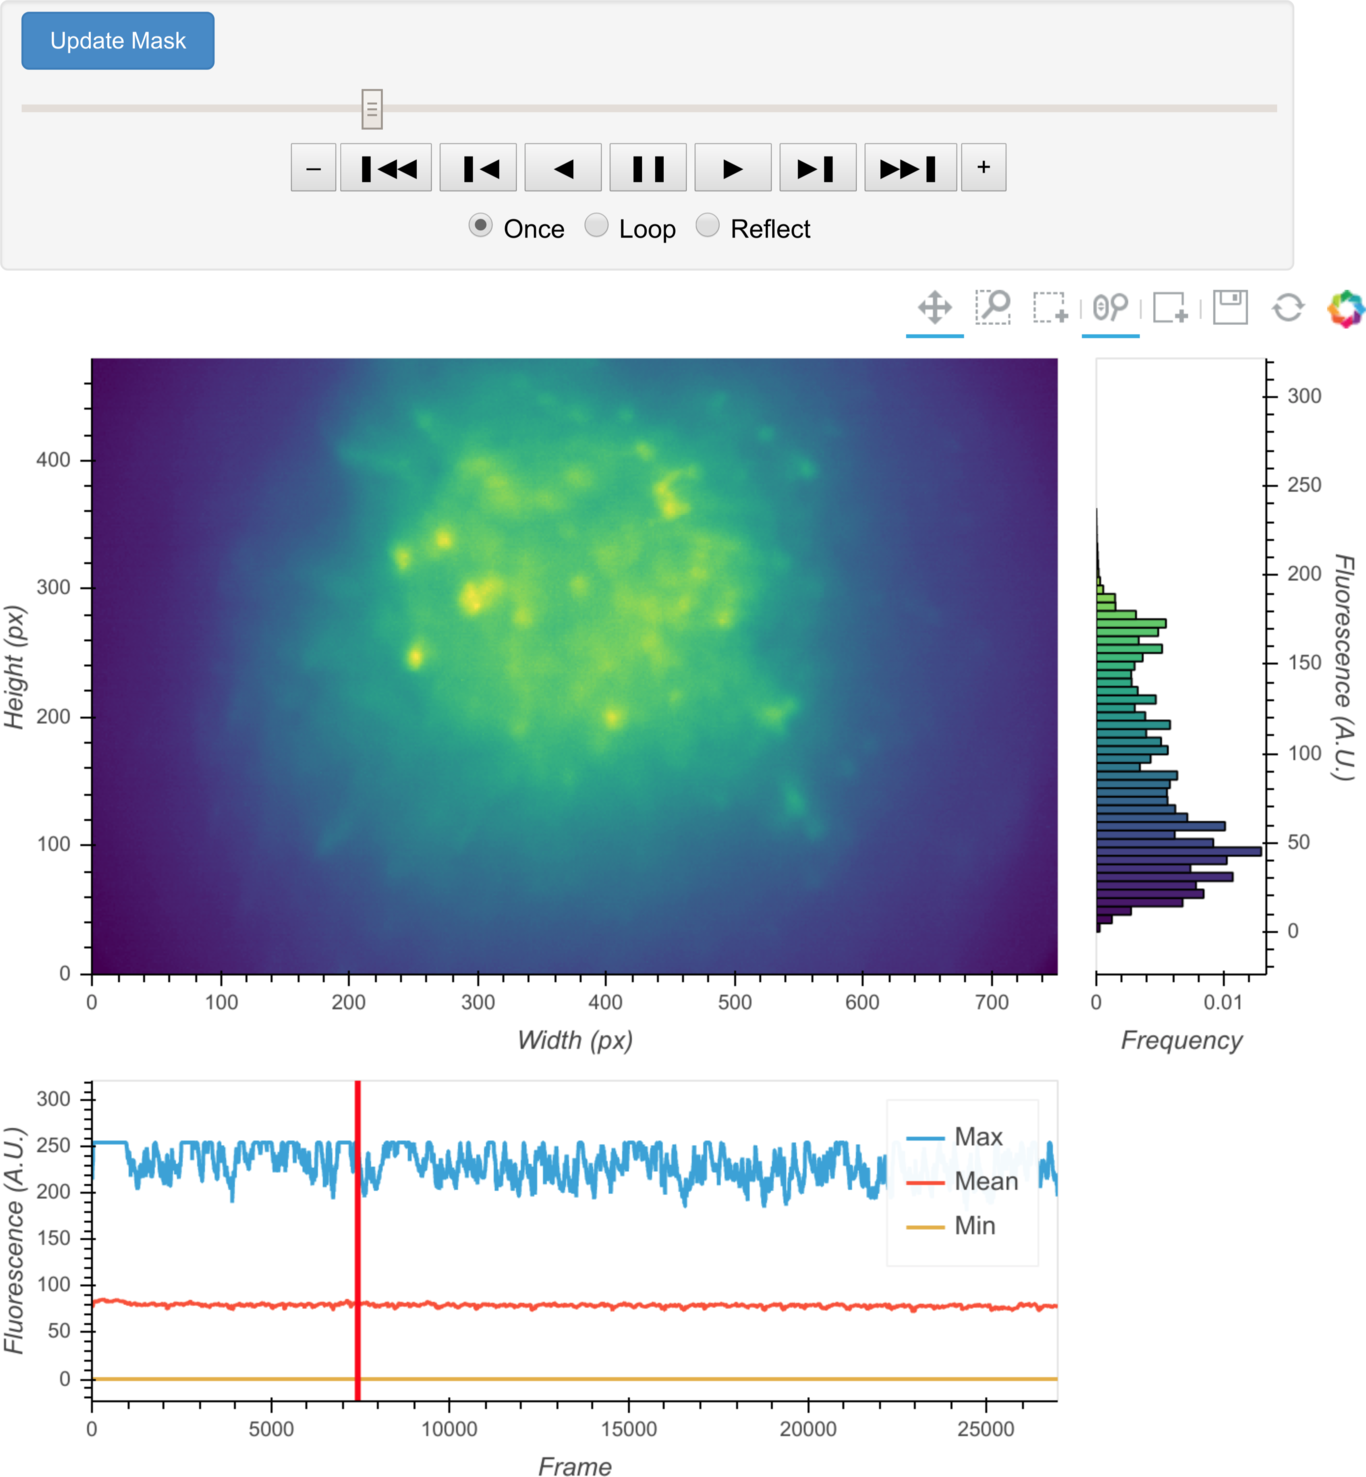 Update Mask
– +
Once Loop Reflect
400
300
200
100
0
Height (px)
0 100 200 300 400 500 600 700
Width (px)
300
250
200
150
100
50
0
Fluorescence (A.U.)
0 0.01
Frequency
300
250
200
150
100
50
0
Fluorescence (A.U.)
Max
Mean
Min
0 5000 10000 15000 20000 25000
Frame